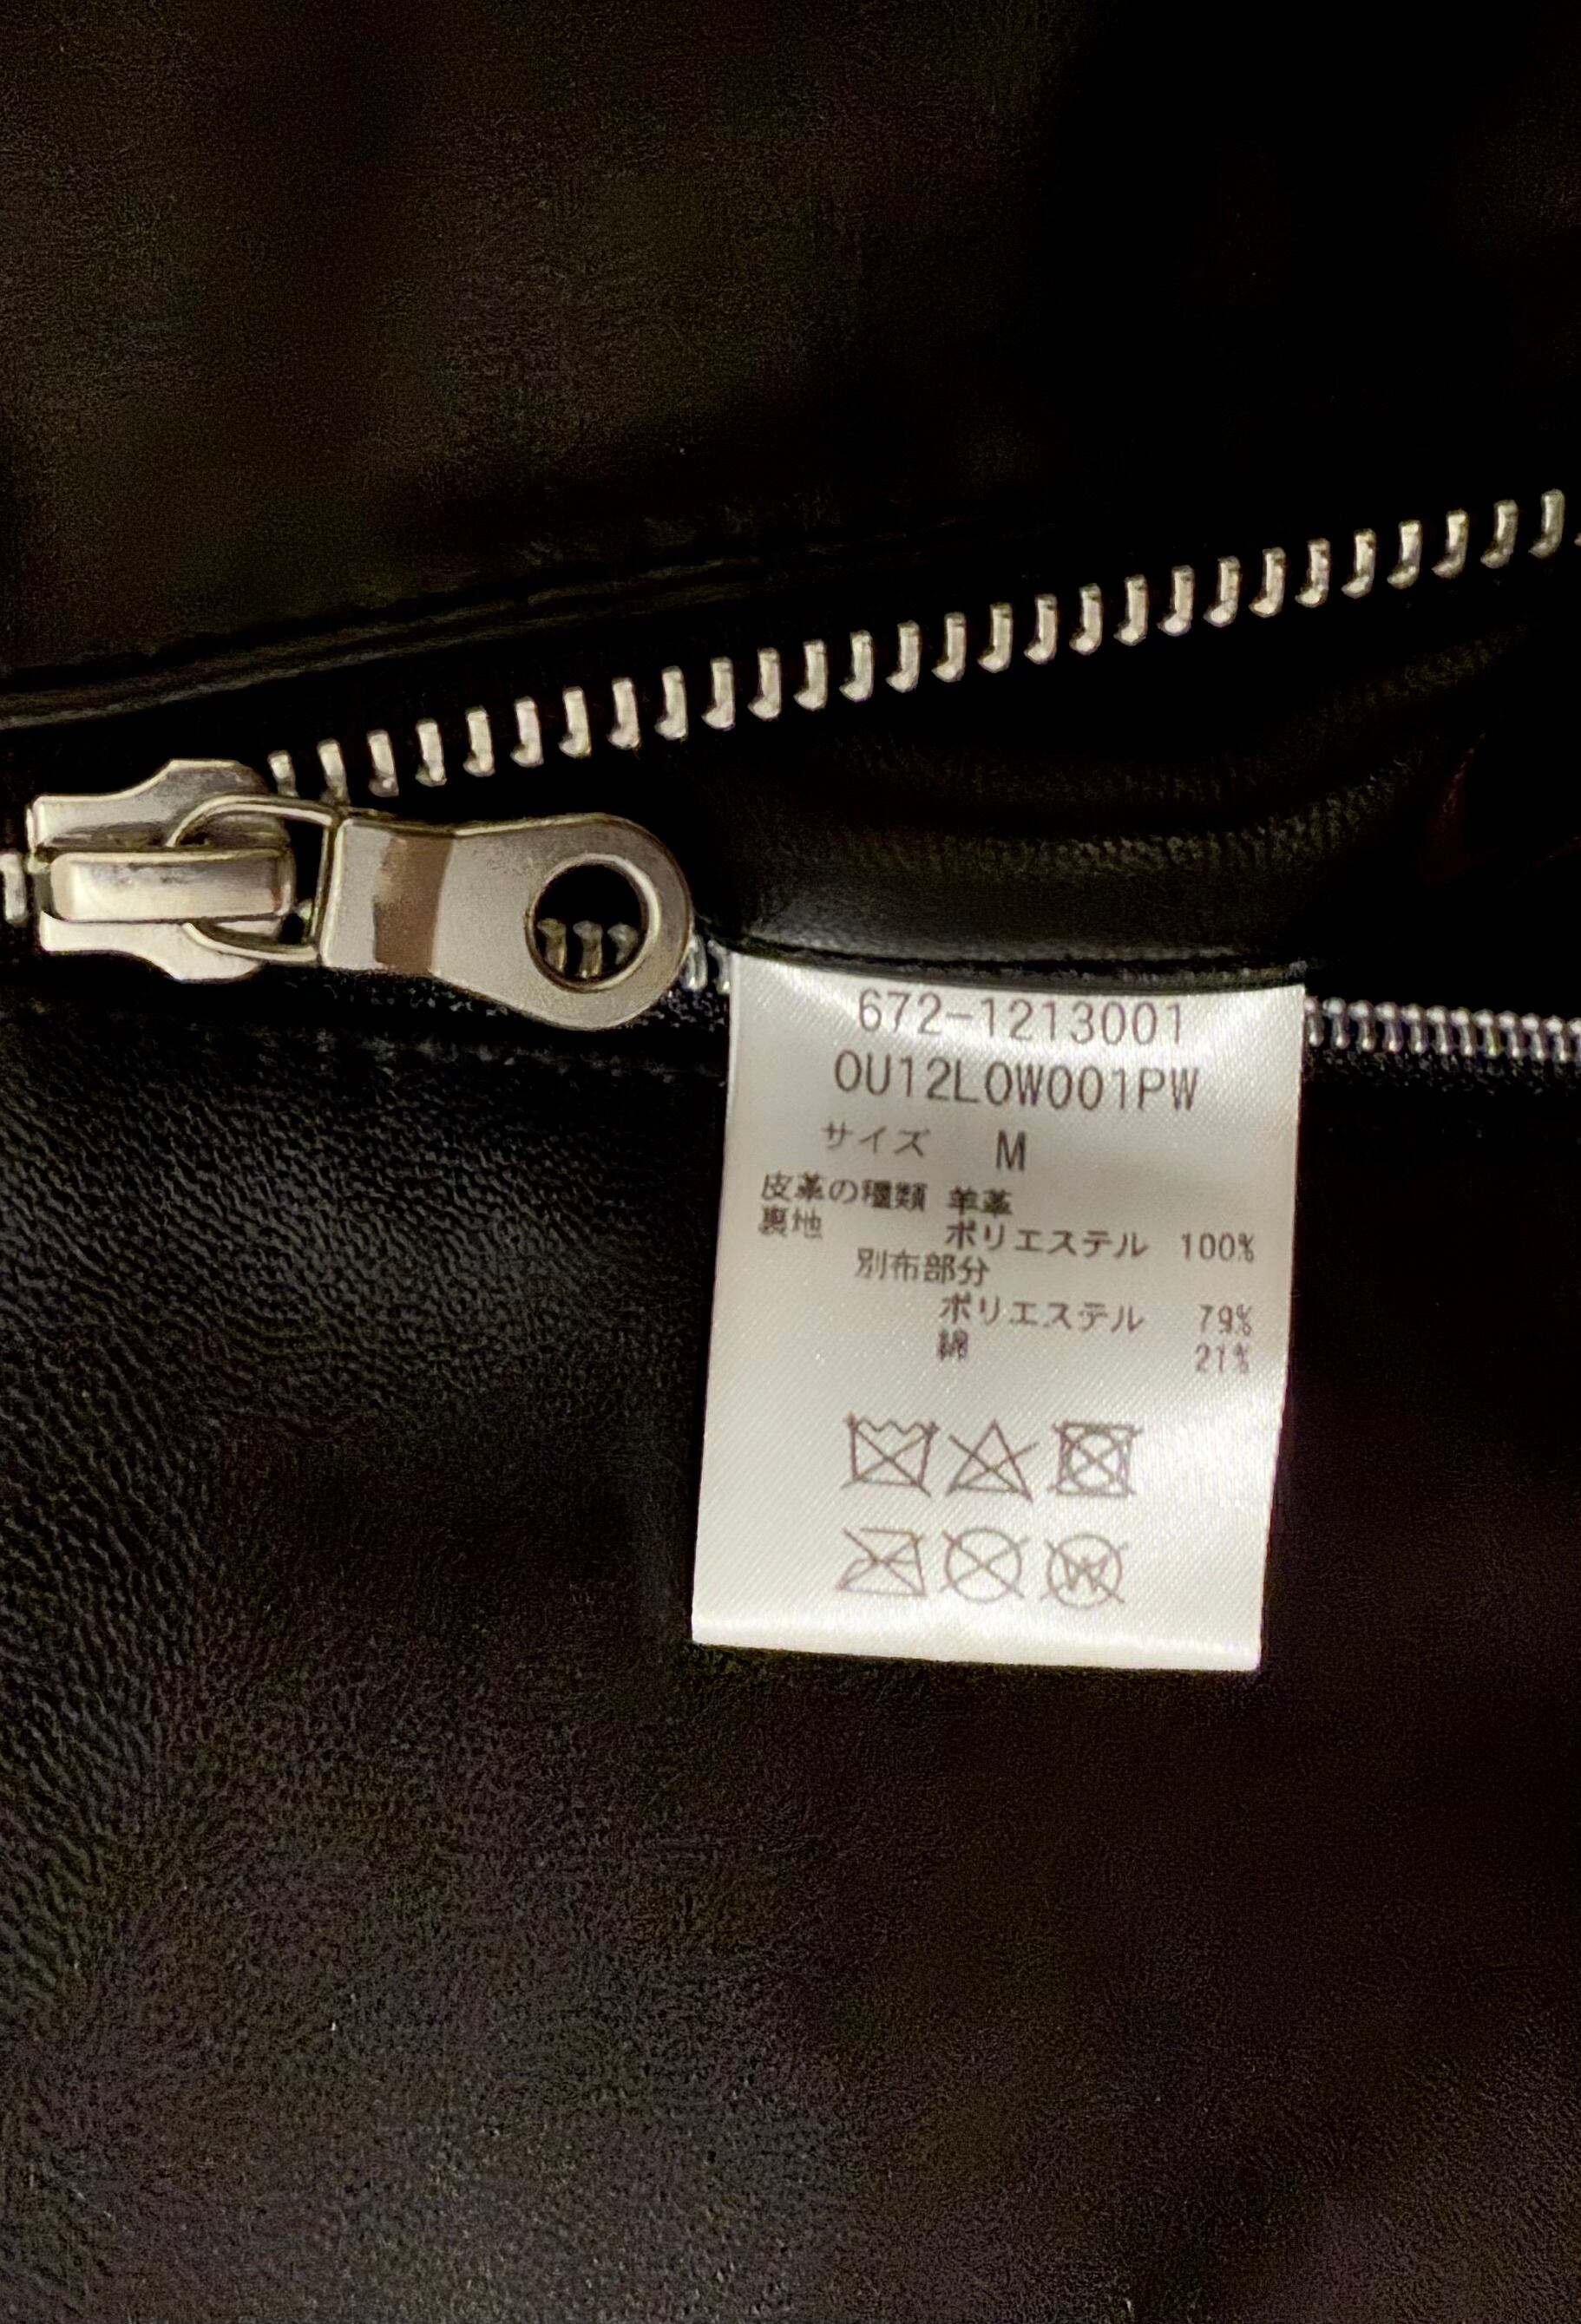 672-1213001
OU12LOW001PW
サイズ M
皮革の種類 羊革
裏地 ポリエステル 100%
別布部分
ポリエステル 79%
綿 21%
W